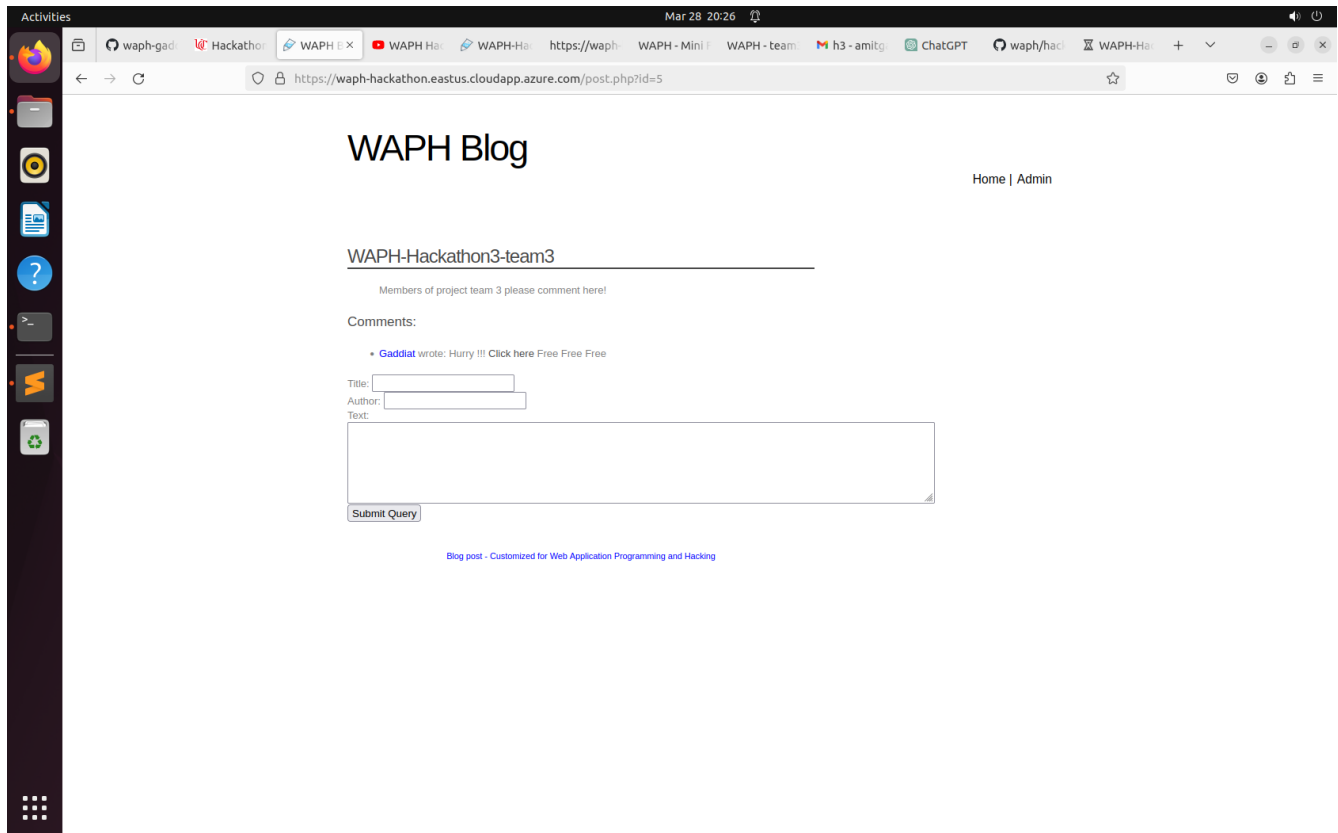 Activities
Mar 28 20:26
waph-gad
Hackathon
WAPH B
WAPH Hac
WAPH-Hac
https://waph-
WAPH - Mini
WAPH - team
h3 - amitg
ChatGPT
waph/hack
WAPH-Hac
https://waph-hackathon.eastus.cloudapp.azure.com/post.php?id=5
WAPH Blog
Home | Admin
WAPH-Hackathon3-team3
Members of project team 3 please comment here!
Comments:
• Gaddiat wrote: Hurry !!! Click here Free Free Free
Title:
Author:
Text:
Submit Query
Blog post - Customized for Web Application Programming and Hacking